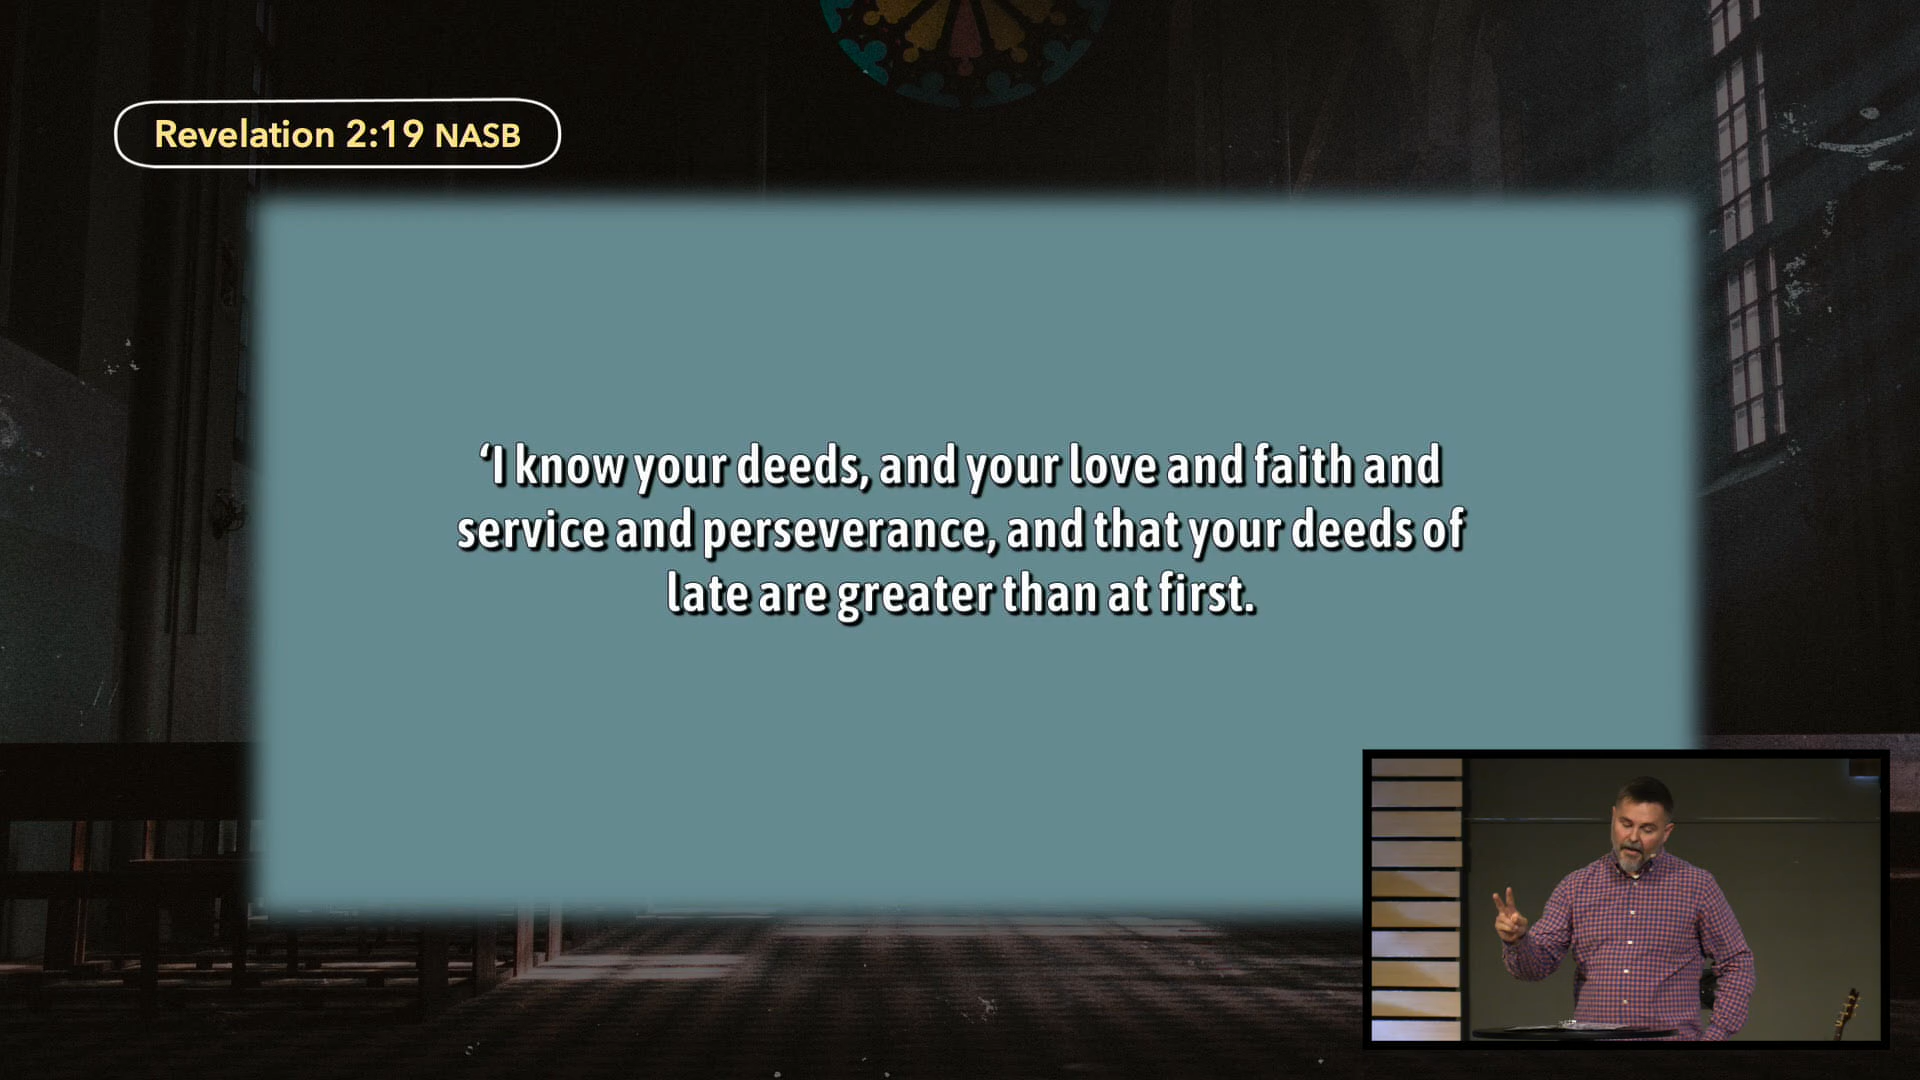 Revelation 2:19 NASB
‘I know your deeds, and your love and faith and
service and perseverance, and that your deeds of
late are greater than at first.